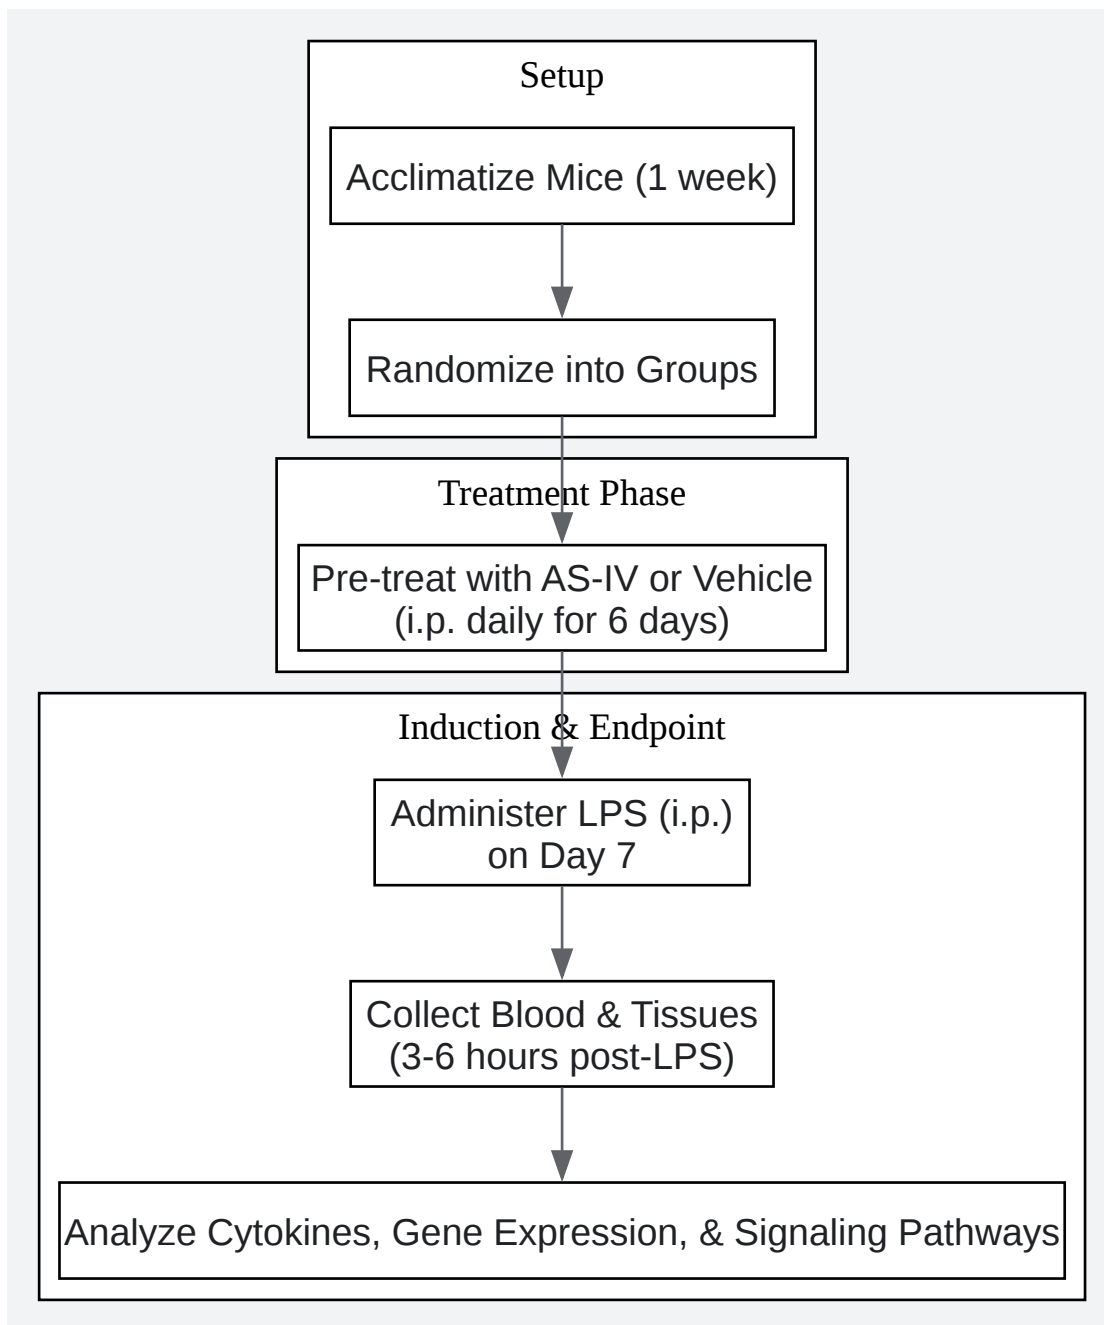 Setup
Acclimatize Mice (1 week)
Randomize into Groups
Treatment Phase
Pre-treat with AS-IV or Vehicle
(i.p. daily for 6 days)
Induction & Endpoint
Administer LPS (i.p.)
on Day 7
Collect Blood & Tissues
(3-6 hours post-LPS)
Analyze Cytokines, Gene Expression, & Signaling Pathways